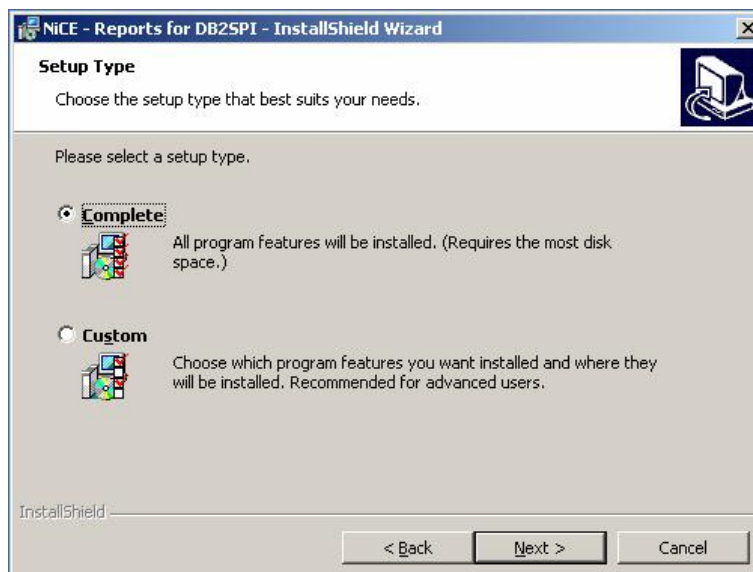 NiCE - Reports for DB2SPI - InstallShield Wizard
Setup Type
Choose the setup type that best suits your needs.
Please select a setup type.
Complete
All program features will be installed. (Requires the most disk
space.)
Custom
Choose which program features you want installed and where they
will be installed. Recommended for advanced users.
InstallShield
< Back
Next >
Cancel